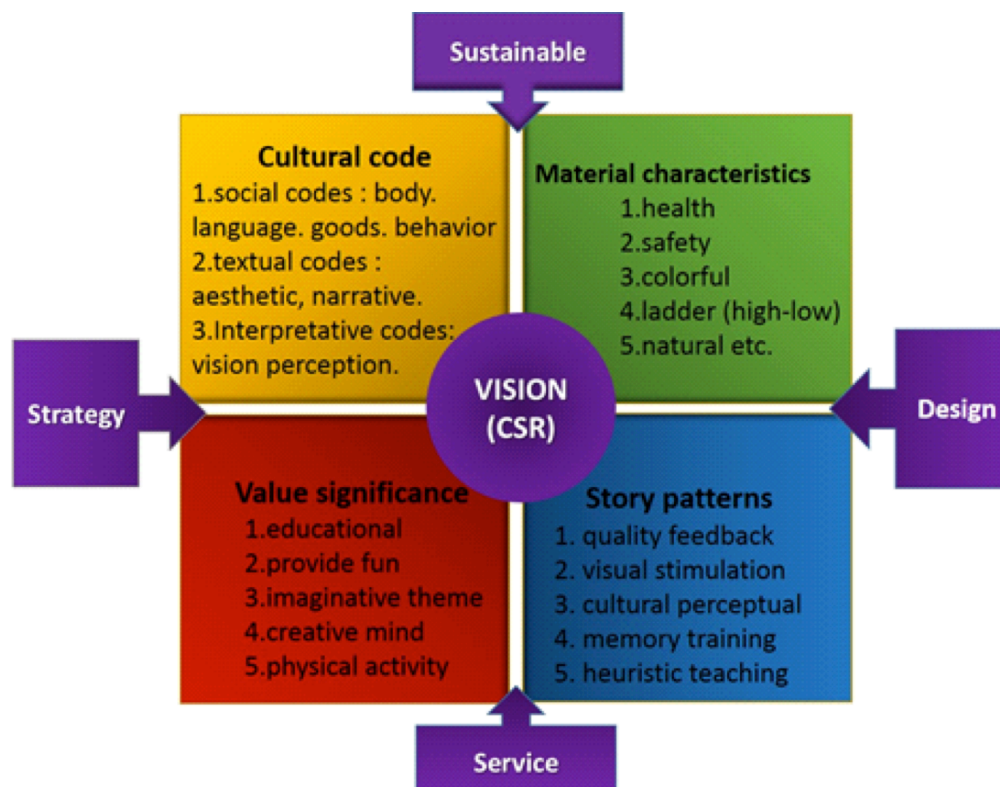 Sustainable
Cultural code
1.social codes : body.
language. goods. behavior
2.textual codes :
aesthetic, narrative.
3.Interpretative codes:
vision perception.
Material characteristics
1.health
2.safety
3.colorful
4.ladder (high-low)
5.natural etc.
Strategy
VISION
(CSR)
Design
Value significance
1.educational
2.provide fun
3.imaginative theme
4.creative mind
5.physical activity
Story patterns
1. quality feedback
2. visual stimulation
3. cultural perceptual
4. memory training
5. heuristic teaching
Service